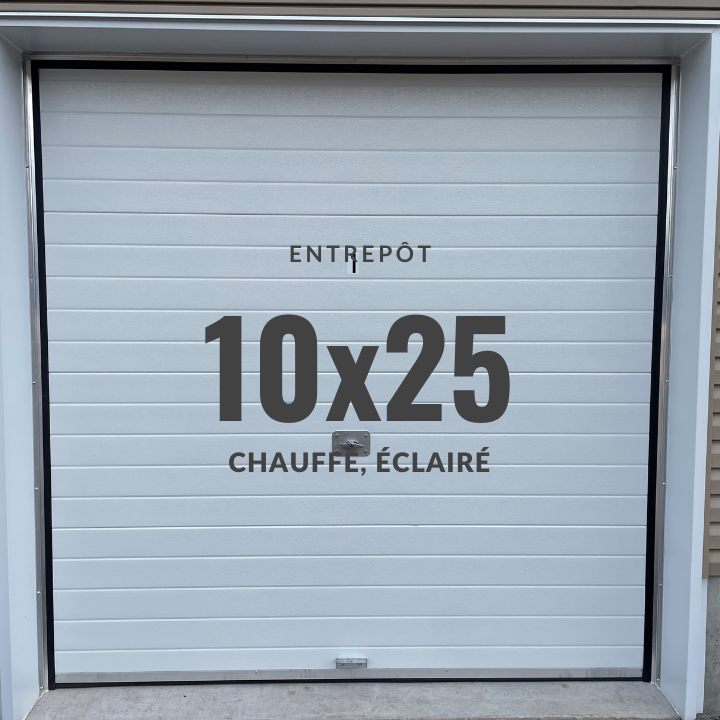 ENTREPÔT
10x25
CHAUFFÉ, ÉCLAIRÉ